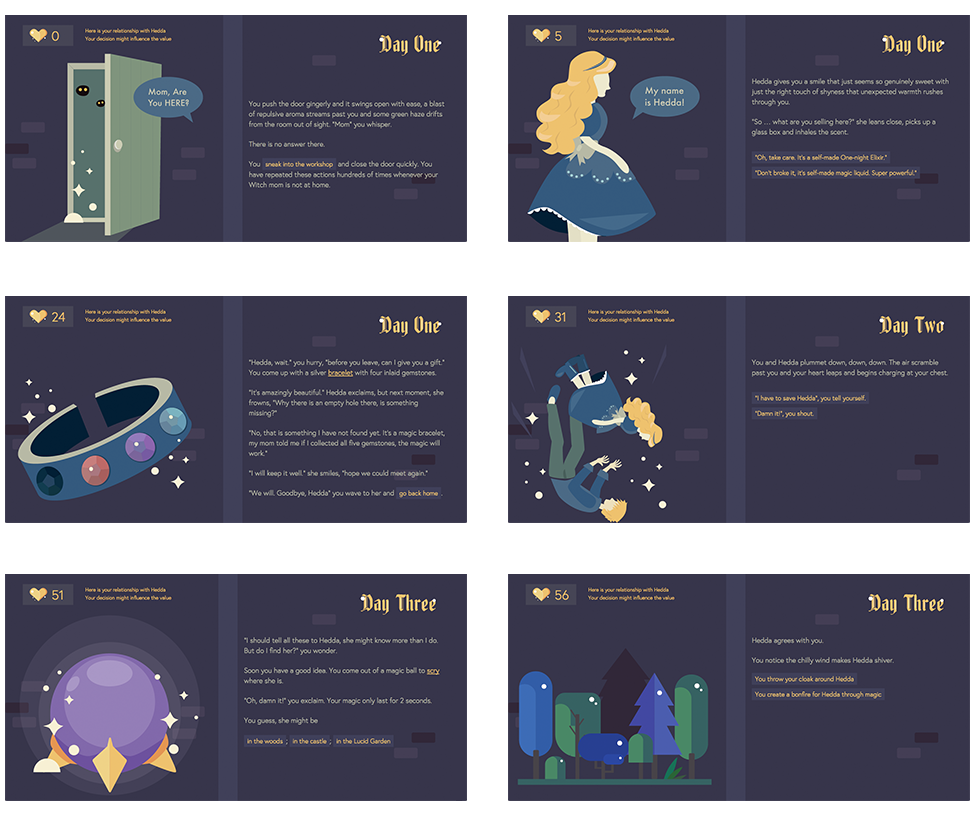 0
Here is your relationship with Hedda
Your decision might influence the value
Day One
Mom, Are
You HERE?
You push the door gingerly and it swings open with ease, a blast
of repulsive aroma streams past you and some green haze drifts
from the room out of sight. "Mom" you whisper.
There is no answer there.
You sneak into the workshop and close the door quickly. You
have repeated these actions hundreds of times whenever your
Witch mom is not at home.
5
Here is your relationship with Hedda
Your decision might influence the value
Day One
My name
is Hedda!
Hedda gives you a smile that just seems so genuinely sweet with
just the right touch of shyness that unexpected warmth rushes
through you.
"So ... what are you selling here?" she leans close, picks up a
glass box and inhales the scent.
"Oh, take care. It's a self-made One-night Elixir."
"Don't broke it, it's self-made magic liquid. Super powerful."
24
Here is your relationship with Hedda
Your decision might influence the value
Day One
"Hedda, wait." you hurry, "before you leave, can I give you a gift."
You come up with a silver bracelet with four inlaid gemstones.
"It's amazingly beautiful." Hedda exclaims, but next moment, she
frowns, "Why there is an empty hole there, is something
missing?"
"No, that is something I have not found yet. It's a magic bracelet,
my mom told me if I collected all five gemstones, the magic will
work."
"I will keep it well." she smiles, "hope we could meet again."
"We will. Goodbye, Hedda" you wave to her and go back home .
31
Here is your relationship with Hedda
Your decision might influence the value
Day Two
You and Hedda plummet down, down, down. The air scramble
past you and your heart leaps and begins charging at your chest.
"I have to save Hedda", you tell yourself.
"Damn it!", you shout.
51
Here is your relationship with Hedda
Your decision might influence the value
Day Three
"I should tell all these to Hedda, she might know more than I do.
But do I find her?" you wonder.
Soon you have a good idea. You come out of a magic ball to scry
where she is.
"Oh, damn it!" you exclaim. Your magic only last for 2 seconds.
You guess, she might be
in the woods ; in the castle ; in the Lucid Garden
56
Here is your relationship with Hedda
Your decision might influence the value
Day Three
Hedda agrees with you.
You notice the chilly wind makes Hedda shiver.
You throw your cloak around Hedda
You create a bonfire for Hedda through magic